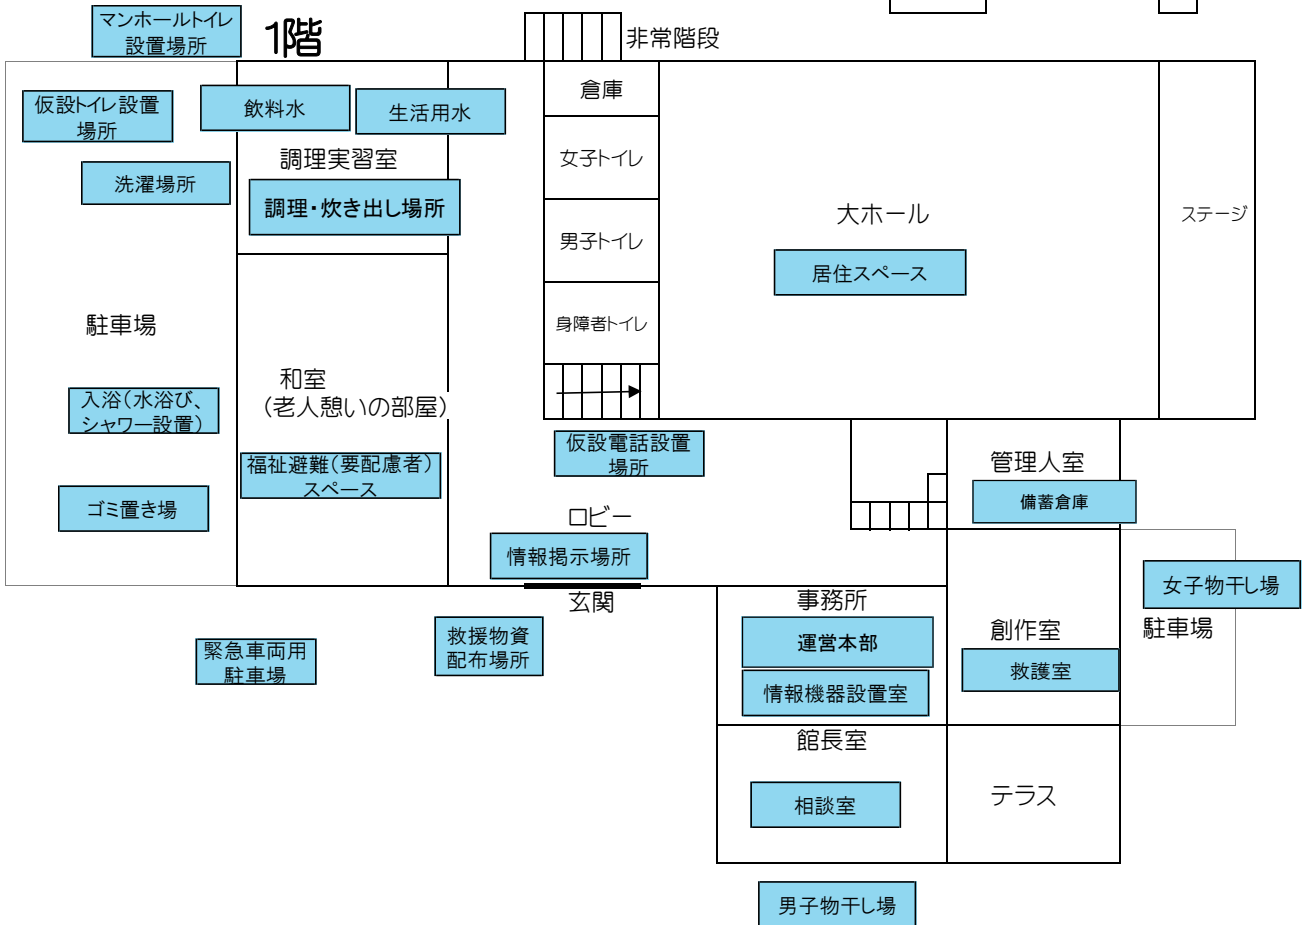 マンホールトイレ
設置場所
1階
非常階段
仮設トイレ設置
場所
飲料水
生活用水
倉庫
調理実習室
女子トイレ
洗濯場所
調理・炊き出し場所
大ホール
ステージ
男子トイレ
居住スペース
駐車場
身障者トイレ
和室
(老人憩いの部屋)
入浴(水浴び、
シャワー設置)
仮設電話設置
場所
福祉避難(要配慮者)
スペース
管理人室
備蓄倉庫
ゴミ置き場
ロビー
情報掲示場所
玄関
事務所
女子物干し場
駐車場
緊急車両用
駐車場
救援物資
配布場所
運営本部
創作室
救護室
情報機器設置室
館長室
相談室
テラス
男子物干し場